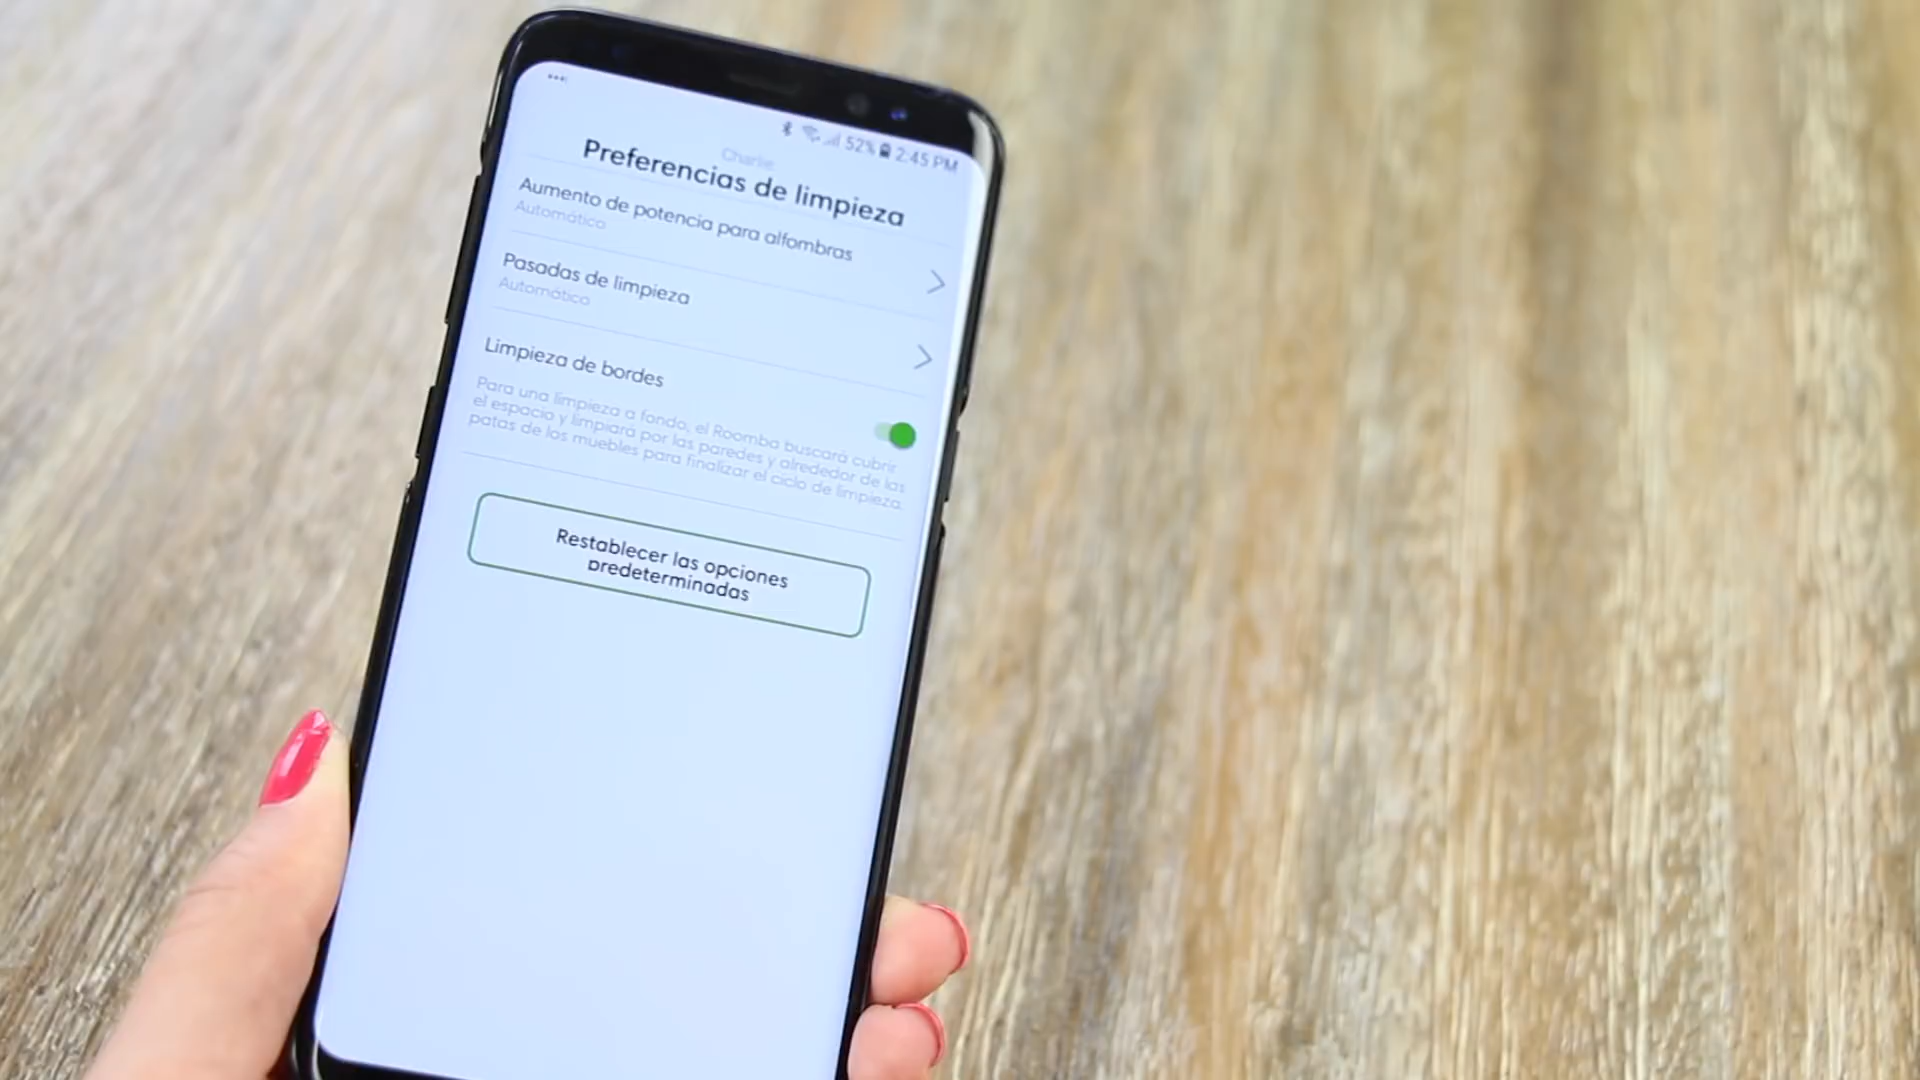 52% 2:45 PM
Charlie
Preferencias de limpieza
Aumento de potencia para alfombras
Automático
Pasadas de limpieza
Automático
Limpieza de bordes
Para una limpieza a fondo, el Roomba buscará cubrir
el espacio y limpiará por las paredes y alrededor de las
patas de los muebles para finalizar el ciclo de limpieza.
Restablecer las opciones
predeterminadas